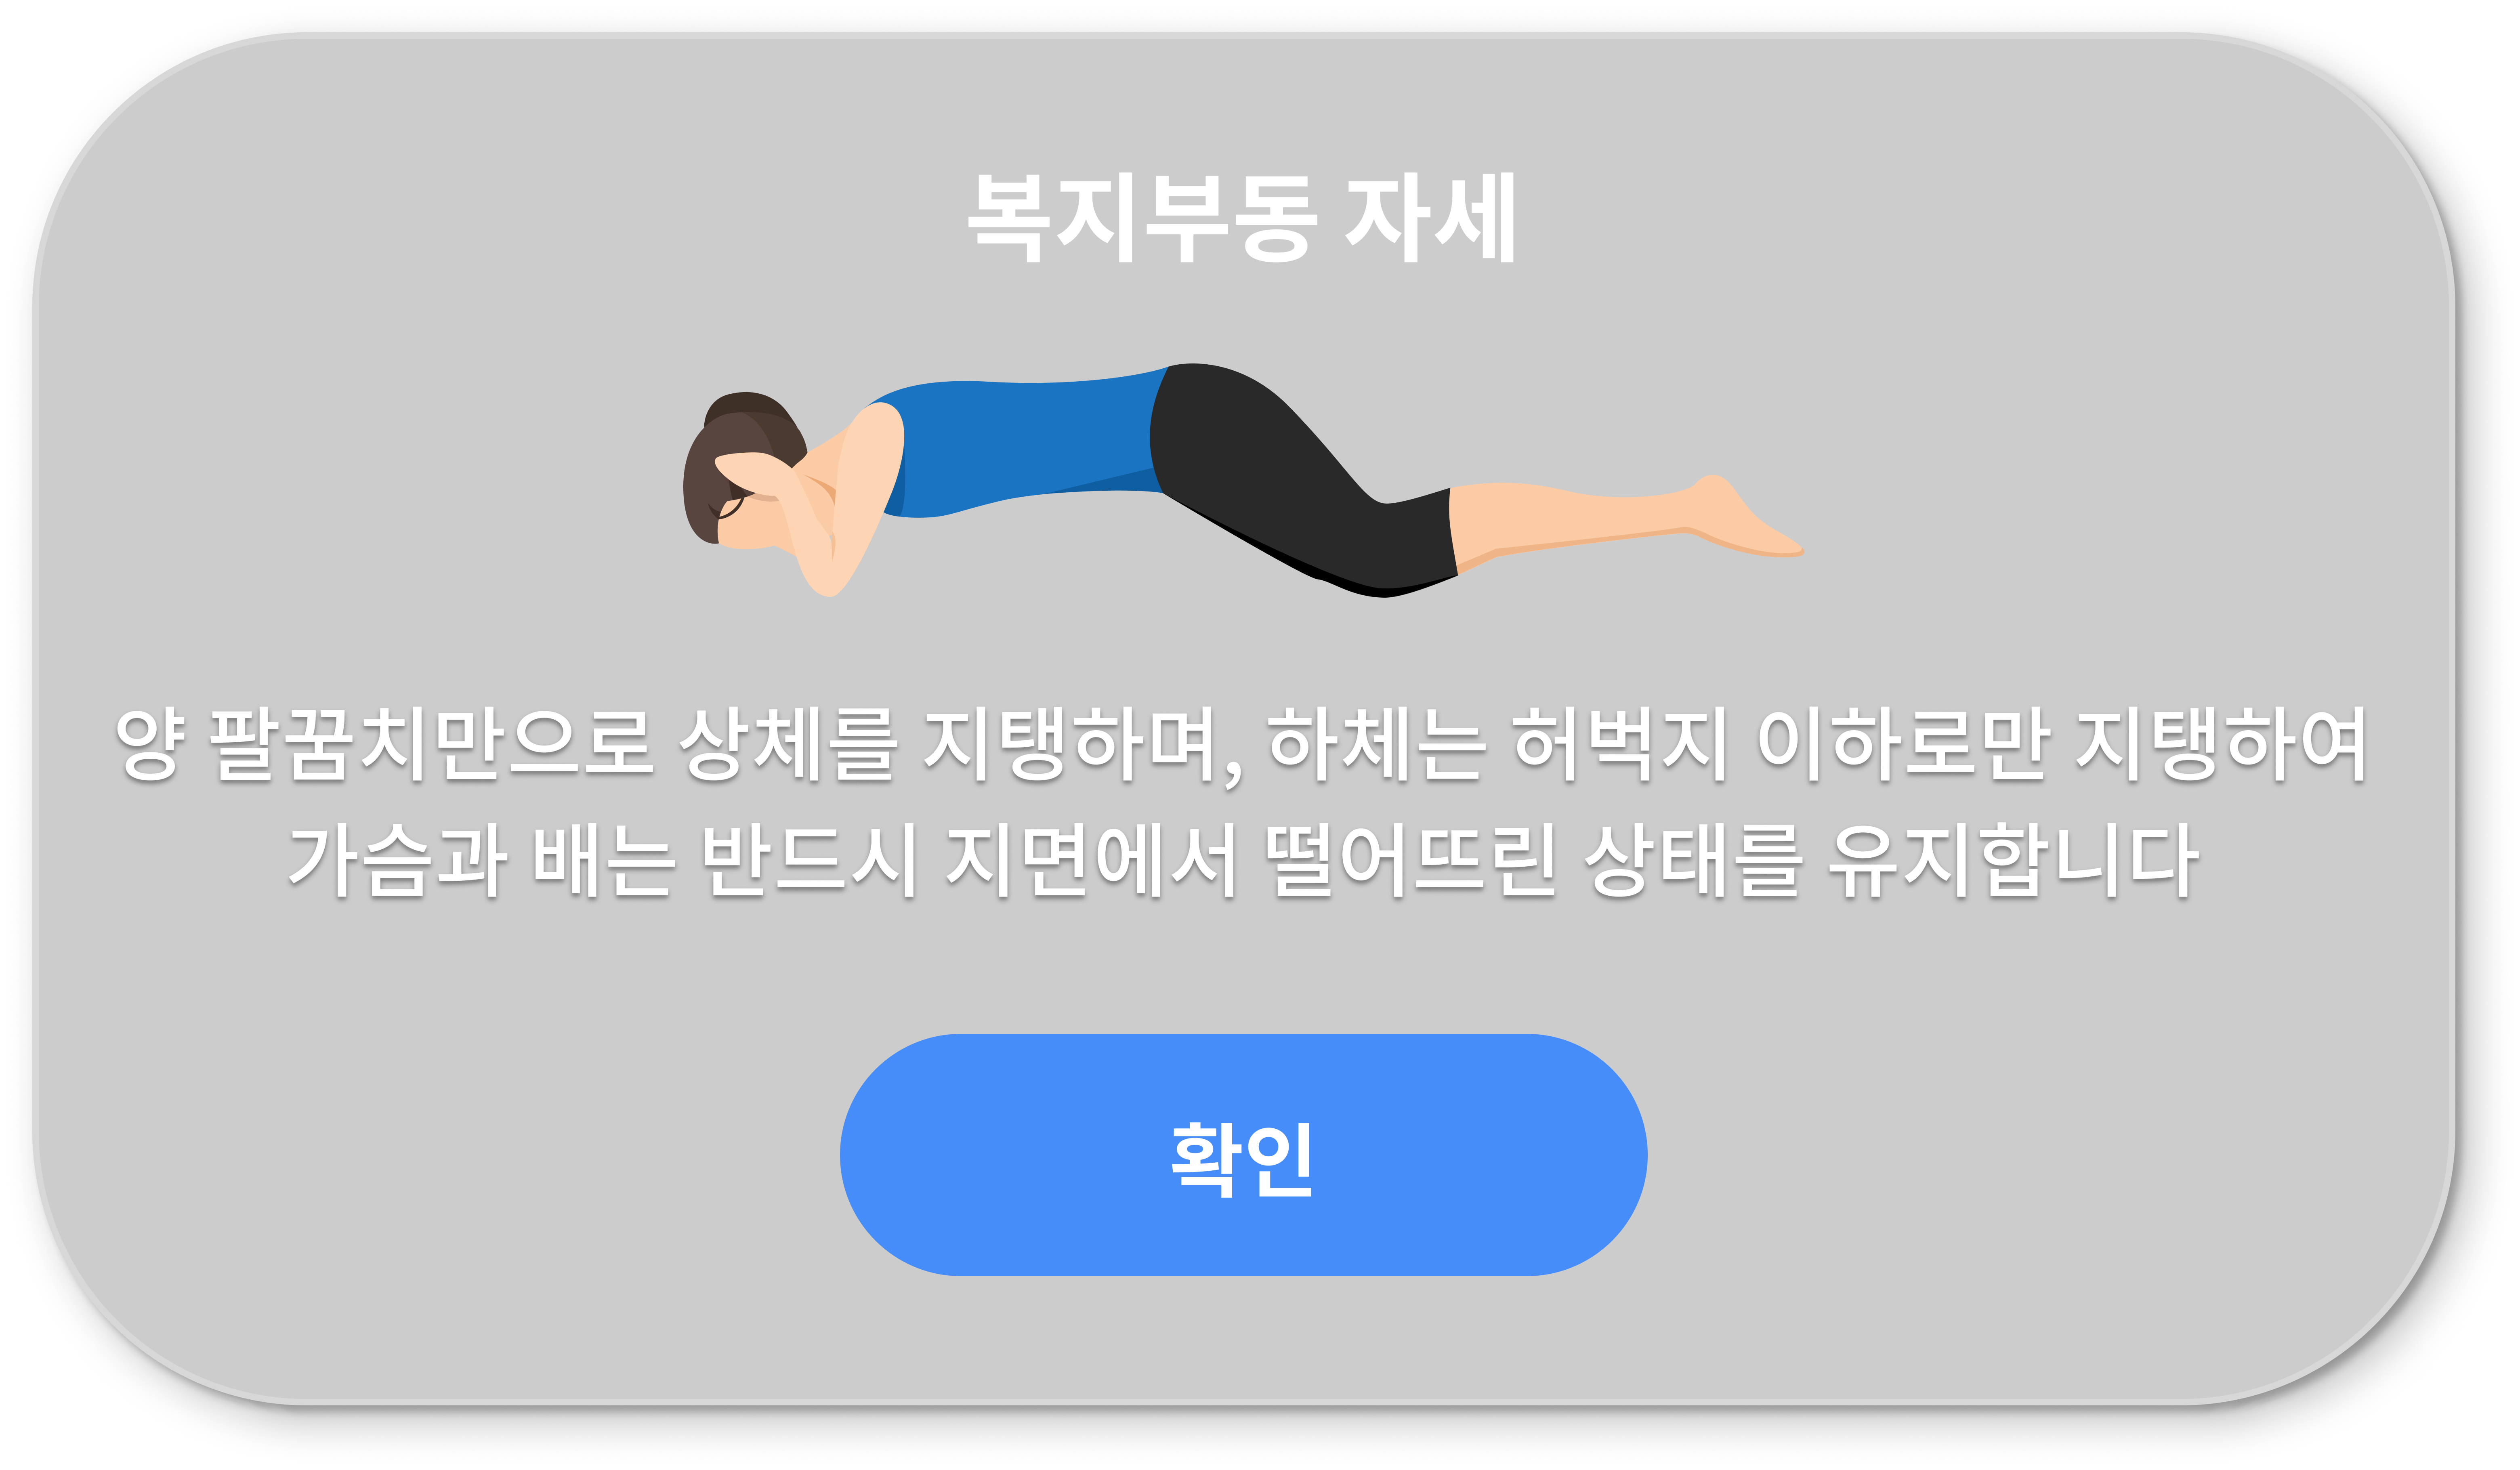 복지부동 자세
양 팔꿈치만으로 상체를 지탱하며, 하체는 허벅지 이하로만 지탱하여
가슴과 배는 반드시 지면에서 떨어뜨린 상태를 유지합니다
확인